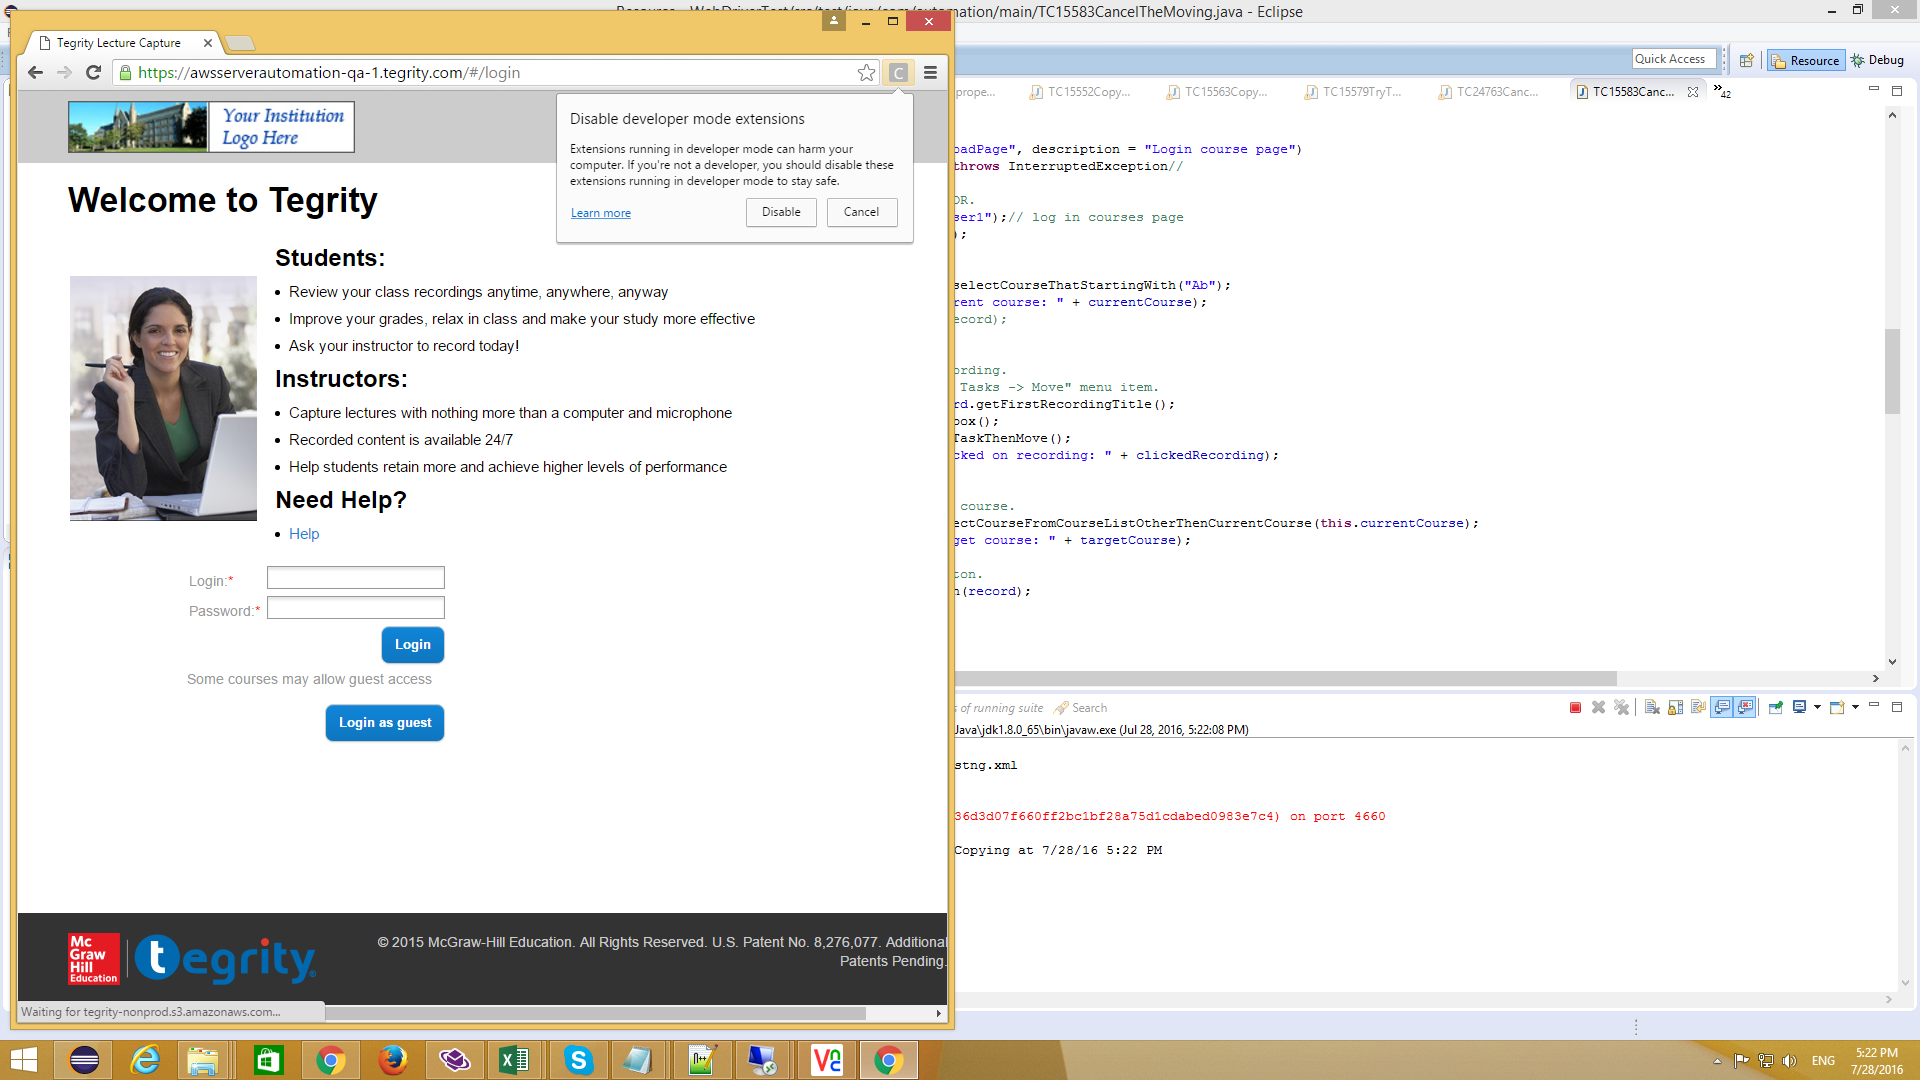 Tegrity Lecture Capture
https://awsserverautomation-qa-1.tegrity.com/#/login
C
Your Institution
Logo Here
Disable developer mode extensions
Extensions running in developer mode can harm your
computer. If you're not a developer, you should disable these
extensions running in developer mode to stay safe.
Learn more
Disable
Cancel
Welcome to Tegrity
Students:
Review your class recordings anytime, anywhere, anyway
Improve your grades, relax in class and make your study more effective
Ask your instructor to record today!
Instructors:
Capture lectures with nothing more than a computer and microphone
Recorded content is available 24/7
Help students retain more and achieve higher levels of performance
Need Help?
Help
Login:*
Password:*
Login
Some courses may allow guest access
Login as guest
Mc
Graw
Hill
Education
tegrity
© 2015 McGraw-Hill Education. All Rights Reserved. U.S. Patent No. 8,276,077. Additional
Patents Pending.
Waiting for tegrity-nonprod.s3.amazonaws.com...
omation/main/TC15583CancelTheMoving.java - Eclipse
Quick Access
Resource
Debug
prope...
TC15552Copy...
TC15563Copy...
TC15579TryT...
TC24763Canc...
TC15583Canc...
42
oadPage", description = "Login course page")
throws InterruptedException//
OR.
ser1");// log in courses page
);
selectCourseThatStartingWith("Ab");
rent course: " + currentCourse);
ecord);
ording.
Tasks -> Move" menu item.
rd.getFirstRecordingTitle();
box();
TaskThenMove();
cked on recording: " + clickedRecording);
course.
ectCourseFromCourseListOtherThenCurrentCourse(this.currentCourse);
get course: " + targetCourse);
ton.
n(record);
s of running suite
Search
Java\jdk1.8.0_65\bin\javaw.exe (Jul 28, 2016, 5:22:08 PM)
stng.xml
36d3d07f660ff2bc1bf28a75d1cdabed0983e7c4) on port 4660
Copying at 7/28/16 5:22 PM
ENG
5:22 PM
7/28/2016